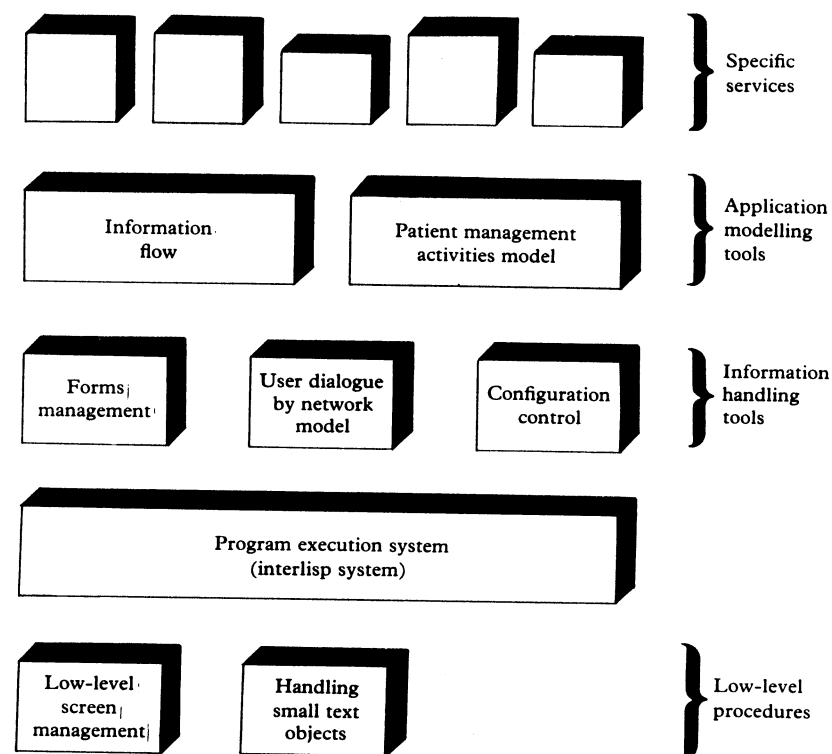 Specific
services
Information
flow
Patient management
activities model
Application
modelling
tools
Forms
management
User dialogue
by network
model
Configuration
control
Information
handling
tools
Program execution system
(interlisp system)
Low-level
screen
management
Handling
small text
objects
Low-level
procedures